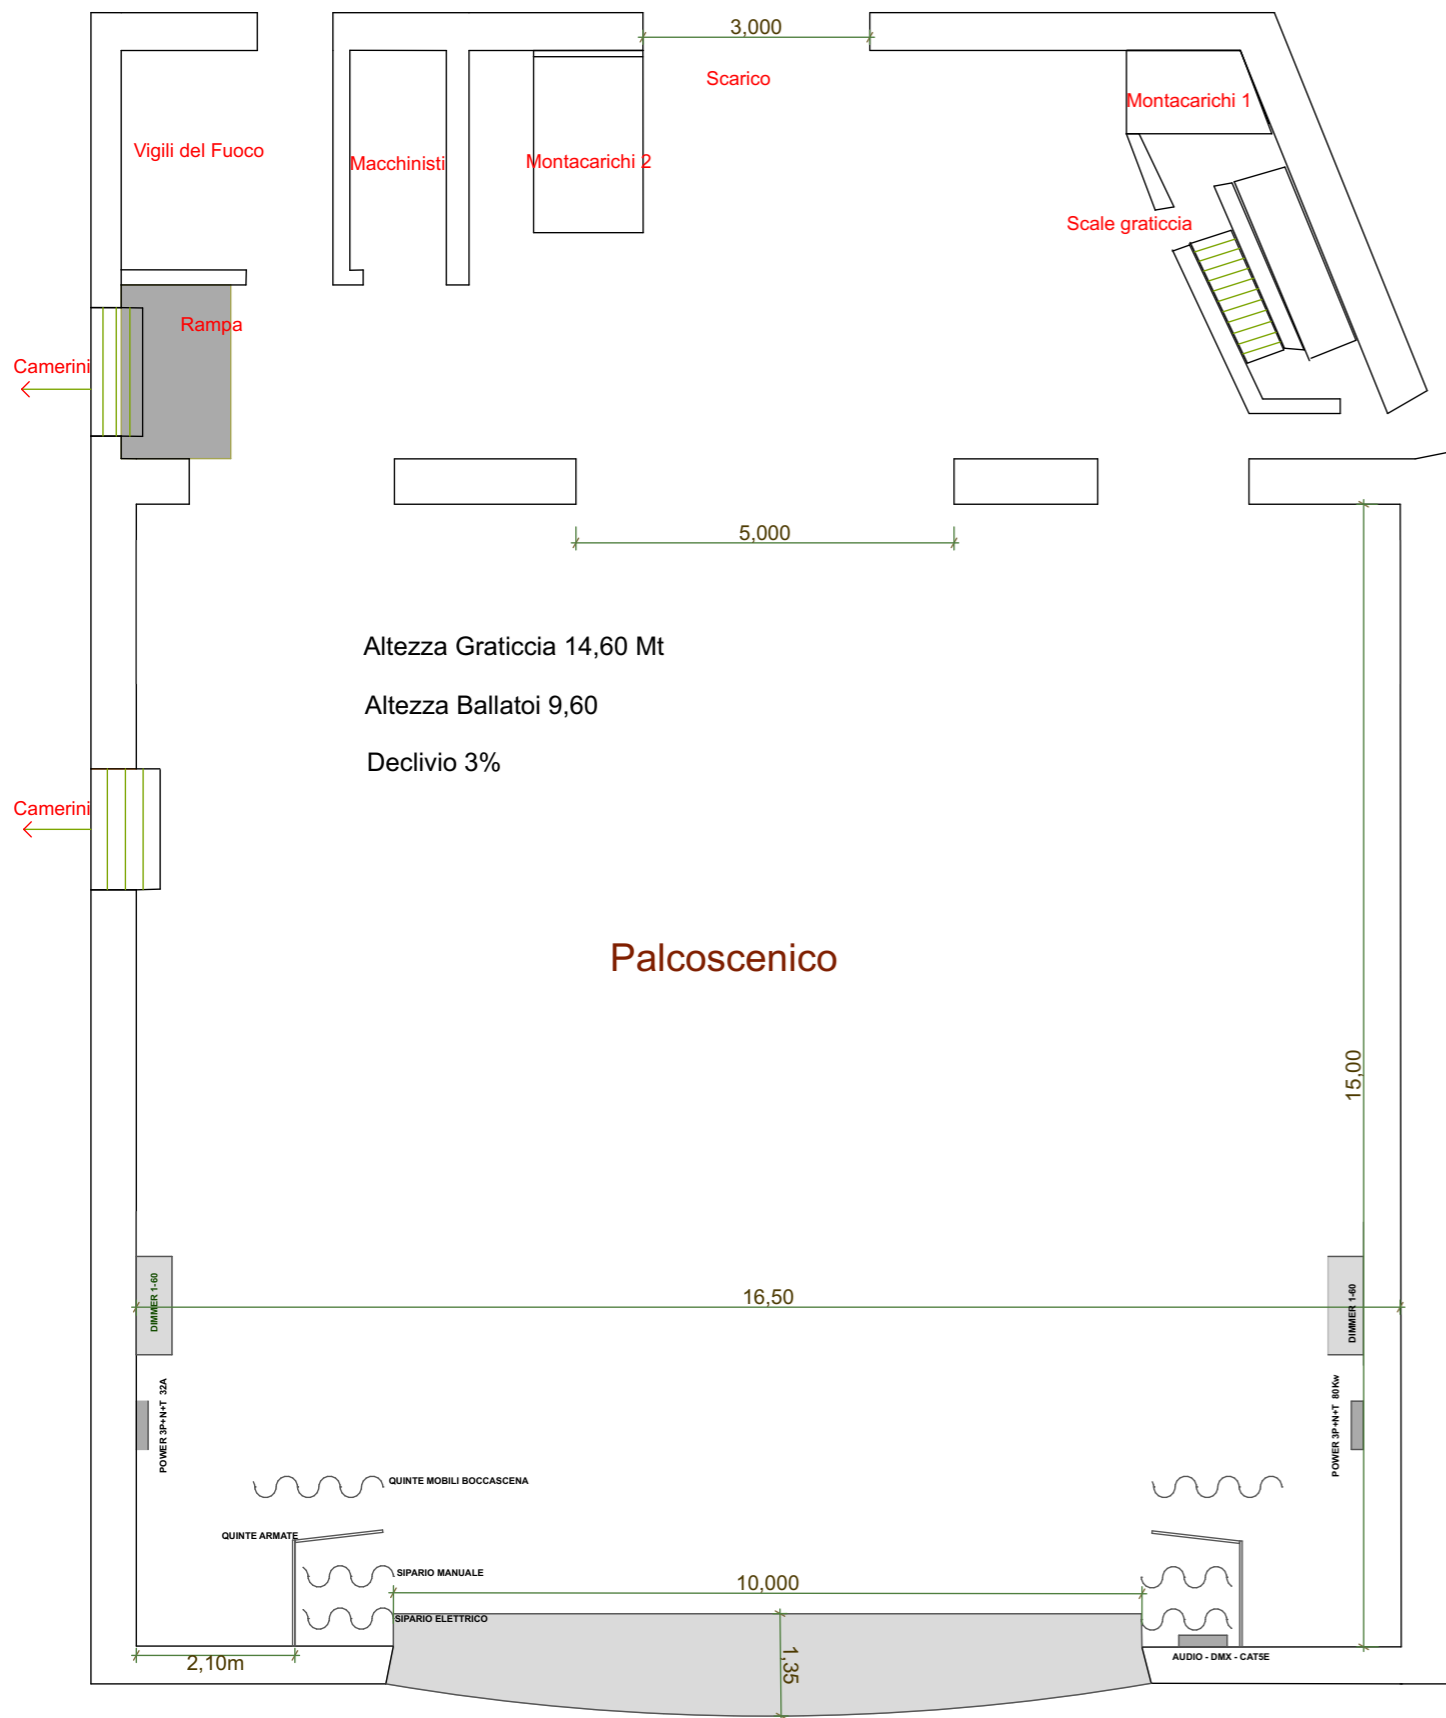 3,000
Scarico
Montacarichi 1
Vigili del Fuoco
Macchinisti
Montacarichi 2
Scale graticcia
Rampa
Camerini
5,000
Altezza Graticcia 14,60 Mt
Altezza Ballatoi 9,60
Declivio 3%
Camerini
Palcoscenico
15,00
16,50
DIMMER 1-60
DIMMER 1-60
POWER 3P+N+T 32A
POWER 3P+N+T 80Kw
QUINTE MOBILI BOCCASCENA
QUINTE ARMATE
SIPARIO MANUALE
10,000
SIPARIO ELETTRICO
1,35
2,10m
AUDIO - DMX - CAT5E